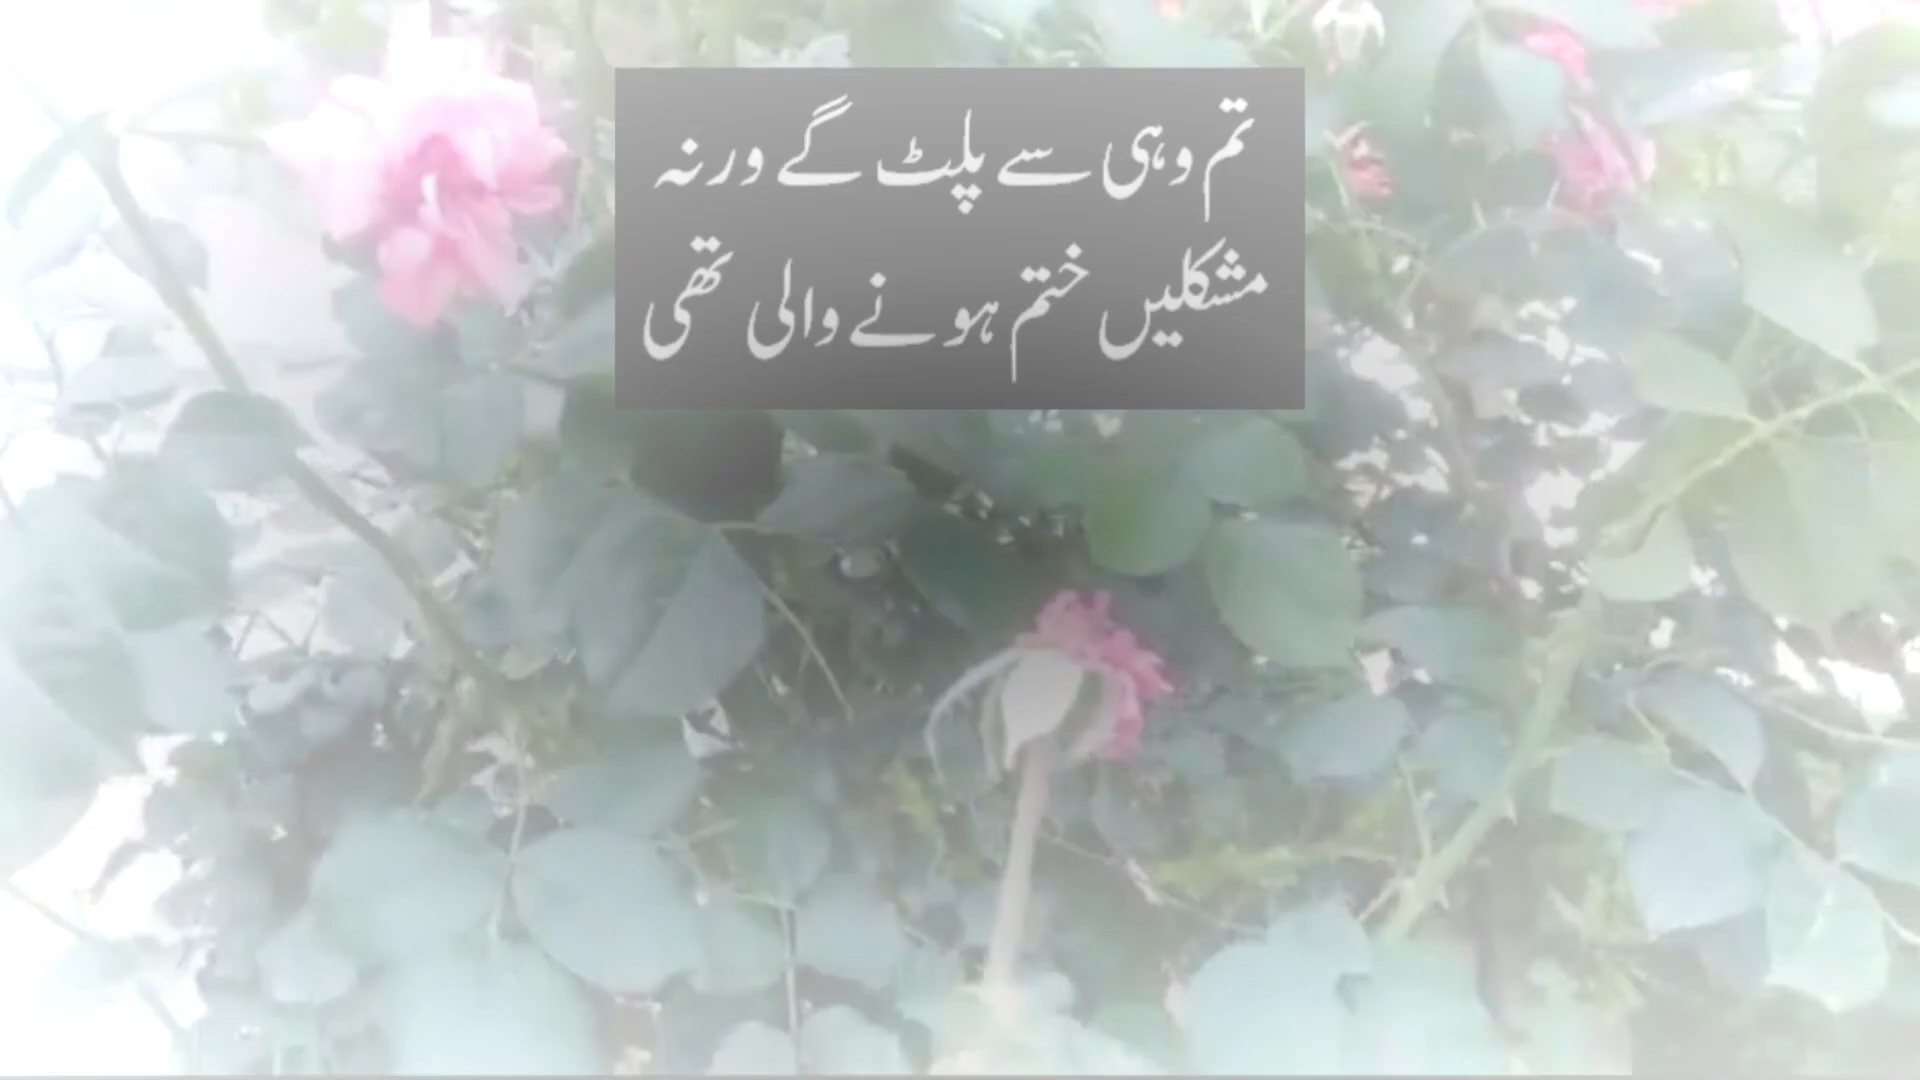 تم وہی سے پلٹ گے ورنہ
مشکلیں ختم ہونے والی تھی